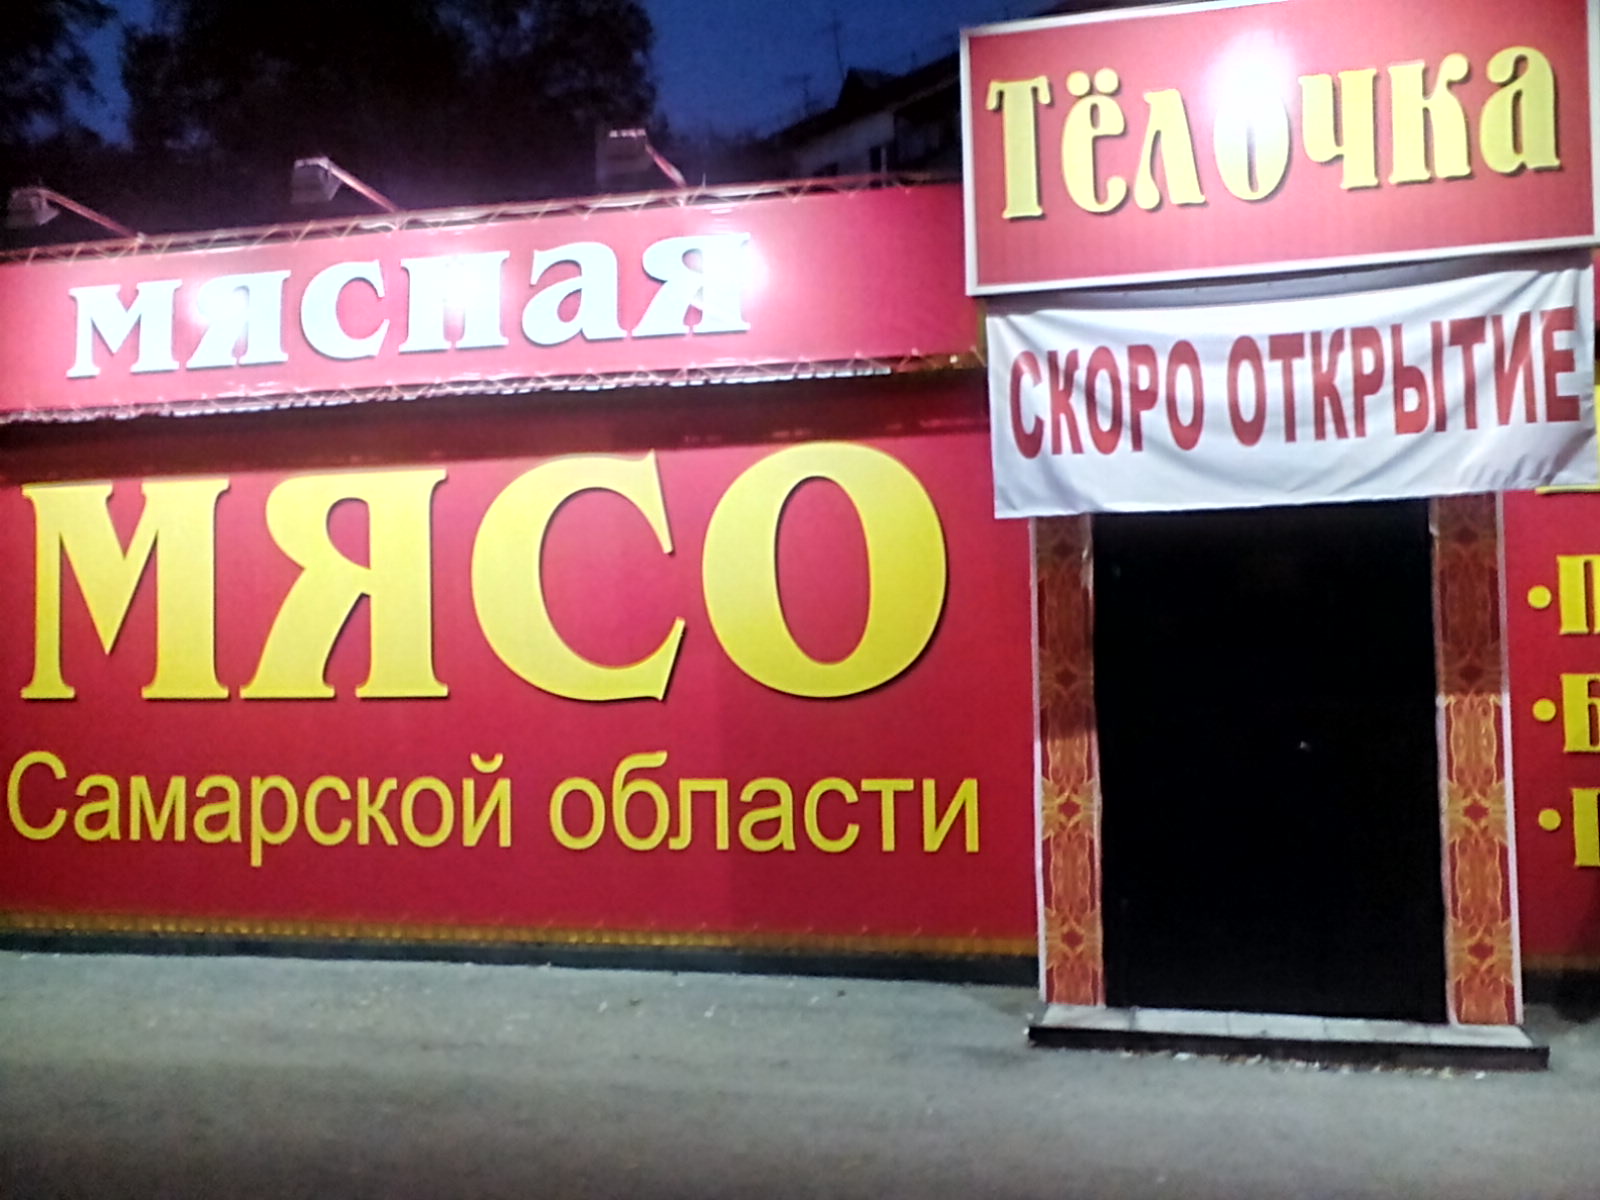 Тёлочка
мясная
СКОРО ОТКРЫТИЕ
МЯСО
Самарской области